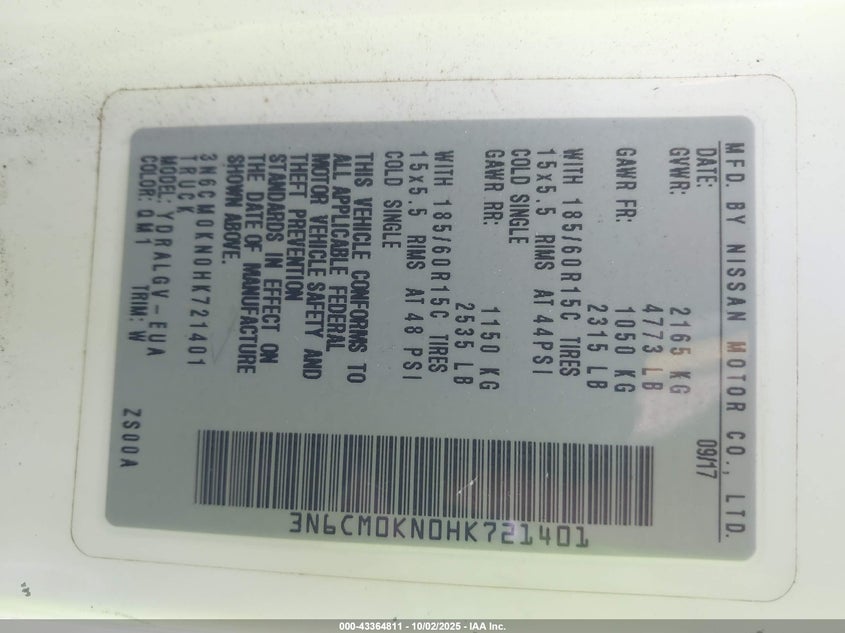 MFD. BY NISSAN MOTOR CO., LTD.
DATE: 09/17
GVWR: 2165 KG
4773 LB
GAWR FR: 1050 KG
2315 LB
WITH 185/60R15C TIRES
15x5.5 RIMS AT 44PSI
COLD SINGLE
GAWR RR: 1150 KG
2535 LB
WITH 185/60R15C TIRES
15x5.5 RIMS AT 48 PSI
COLD SINGLE
THIS VEHICLE CONFORMS TO
ALL APPLICABLE FEDERAL
MOTOR VEHICLE SAFETY AND
THEFT PREVENTION
STANDARDS IN EFFECT ON
THE DATE OF MANUFACTURE
SHOWN ABOVE.
3N6CM0KN0HK721401
TRUCK
MODEL: YDRALGV-EUA
COLOR: QM1 TRIM: W
ZS00A
3N6CM0KN0HK721401
000-43364811 - 10/02/2025 - IAA Inc.